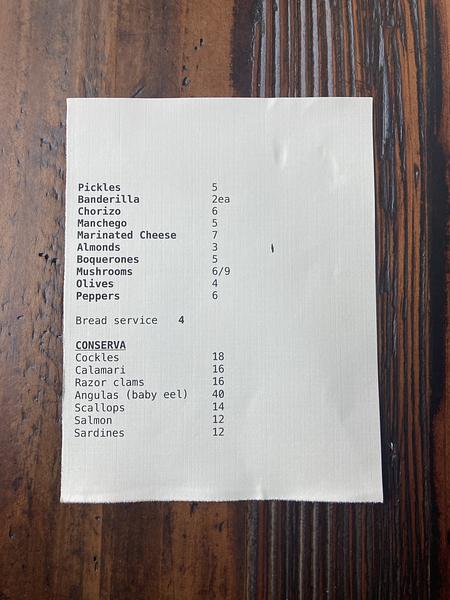 Pickles 5
Banderilla 2ea
Chorizo 6
Manchego 5
Marinated Cheese 7
Almonds 3
Boquerones 5
Mushrooms 6/9
Olives 4
Peppers 6
Bread service 4
CONSERVA
Cockles 18
Calamari 16
Razor clams 16
Angulas (baby eel) 40
Scallops 14
Salmon 12
Sardines 12